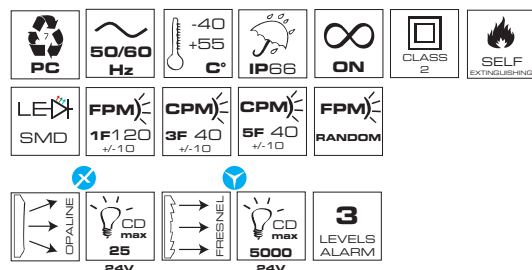 7
PC
50/60
Hz
-40
+55
C°
IP66
ON
CLASS
2
SELF
EXTINGUISHING
LED
SMD
FPM
1F120
+/-10
CPM
3F 40
+/-10
CPM
5F 40
+/-10
FPM
RANDOM
X
Y
OPALINE
CD
max
25
24V
FRESNEL
CD
max
5000
24V
3
LEVELS
ALARM